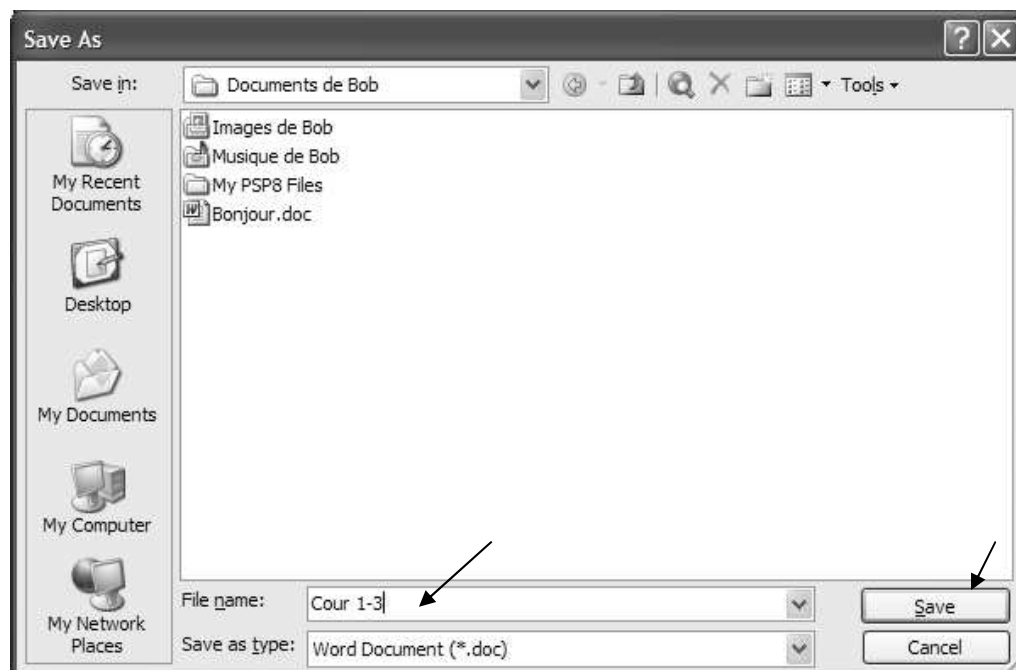 Save As
Save in:
Documents de Bob
Tools
Images de Bob
Musique de Bob
My PSP8 Files
Bonjour.doc
My Recent
Documents
Desktop
My Documents
My Computer
My Network
Places
File name:
Cour 1-3
Save
Save as type:
Word Document (*.doc)
Cancel